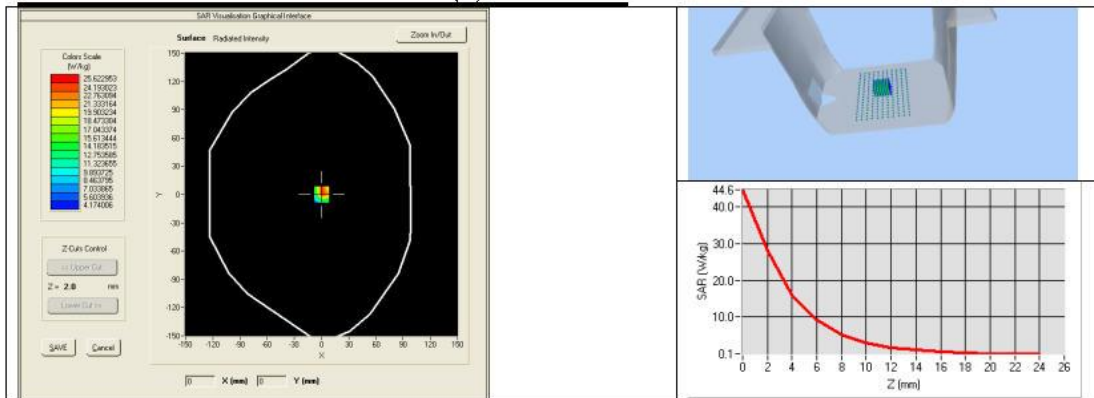 SAR Visualisation Graphical Interface
Surface Radiated Intensity
Zoom In/Out
Colors Scale
(W/kg)
25.622953
24.193023
22.763094
21.333164
19.903234
18.473304
17.043374
15.613444
14.183515
12.753585
11.323655
9.893725
8.463795
7.033865
5.603936
4.174006
150
90
60
30
0
-30
-60
-90
-120
-150
Y
-150 -120 -90 -60 -30 0 30 60 90 120 150
X
Z-Cuts Control
<< Upper Cut
Z = 2.0 mm
Lower Cut >>
SAVE Cancel
0 X (mm) 0 Y (mm)
44.6
40.0
30.0
20.0
10.0
0.1
SAR (W/kg)
0 2 4 6 8 10 12 14 16 18 20 22 24 26
Z (mm)